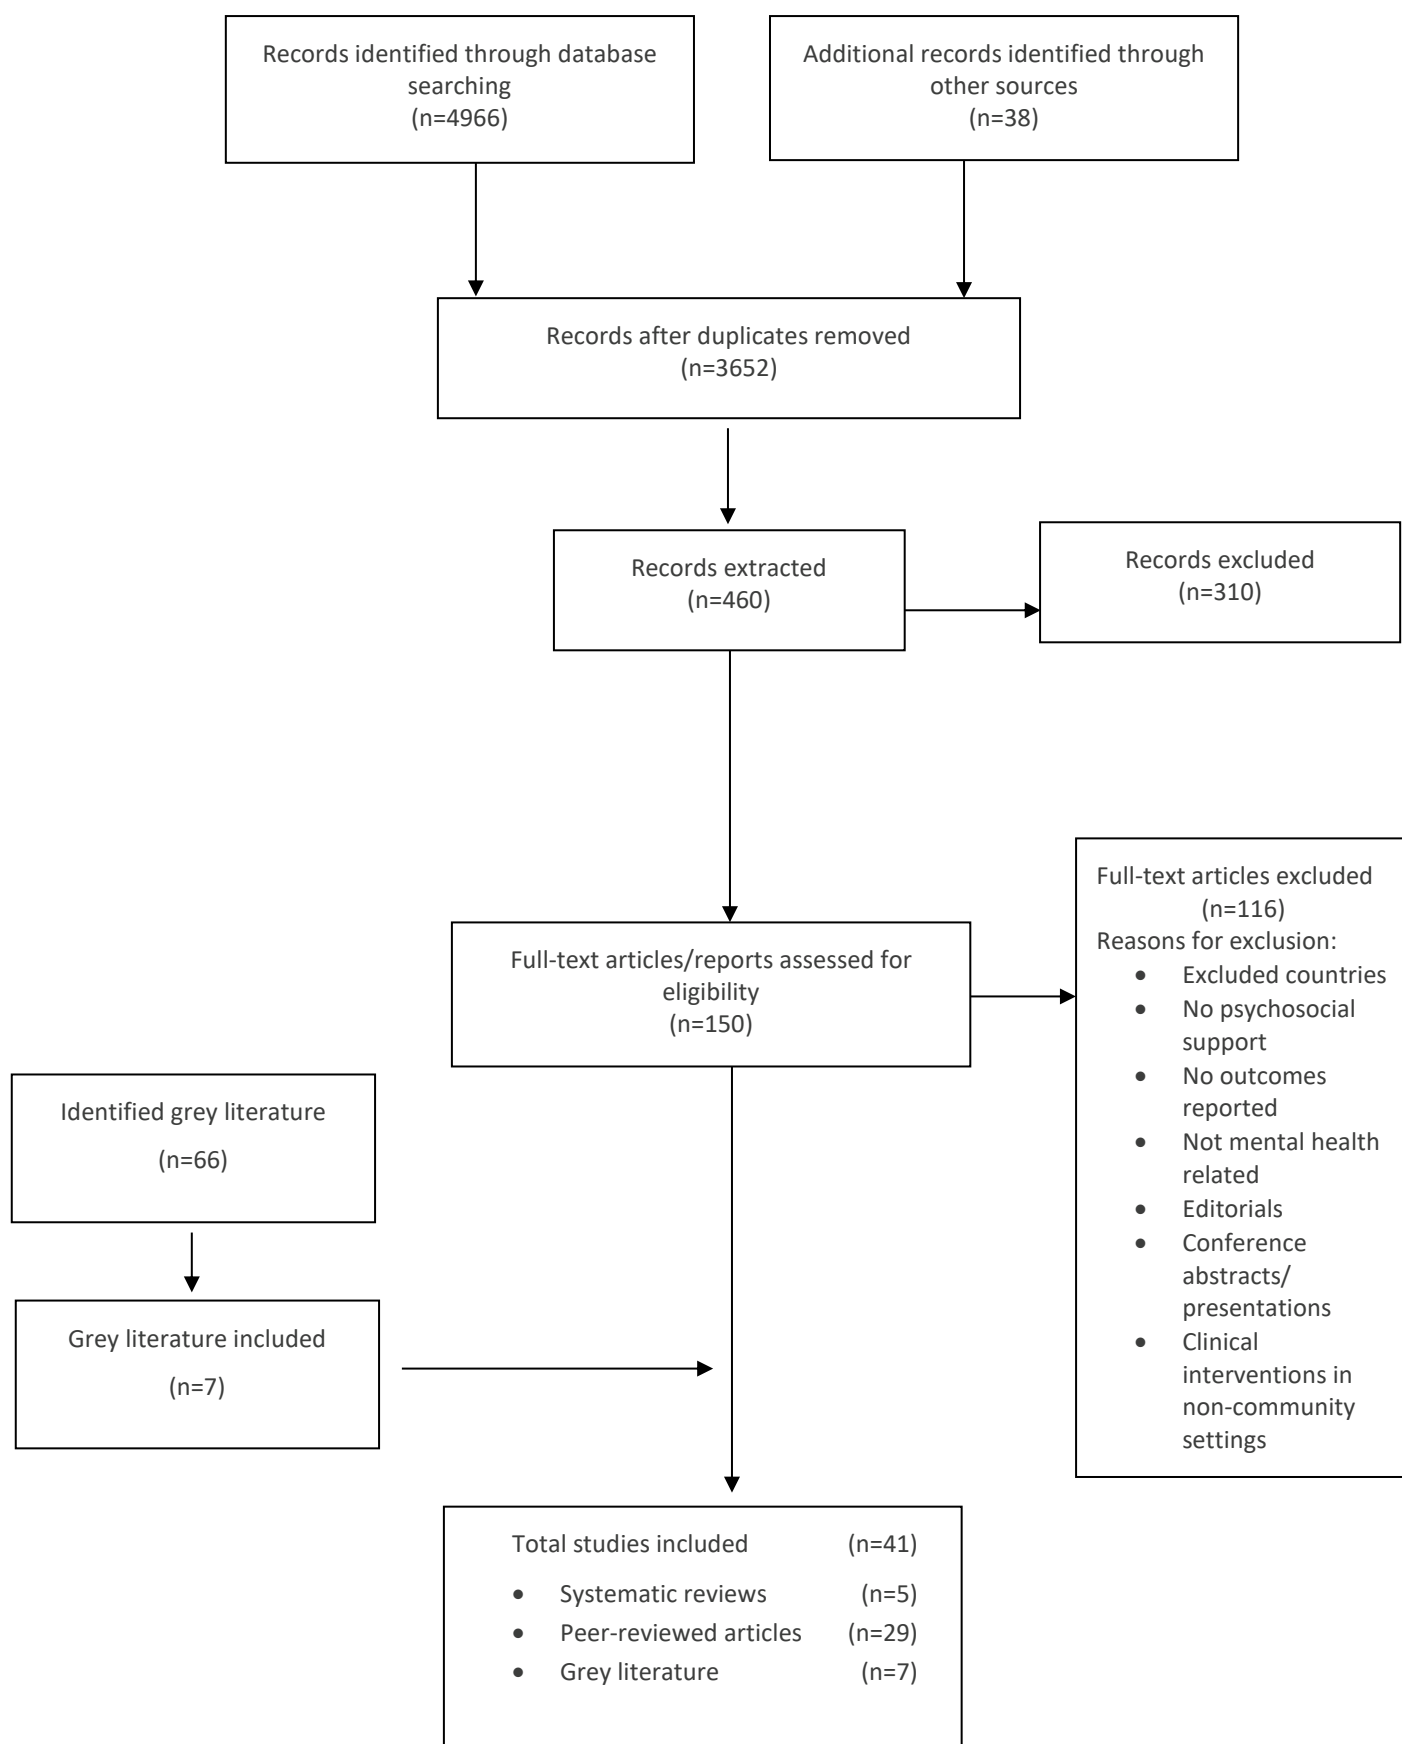 Records identified through database
searching
(n=4966)
Additional records identified through
other sources
(n=38)
Records after duplicates removed
(n=3652)
Records extracted
(n=460)
Records excluded
(n=310)
Full-text articles/reports assessed for
eligibility
(n=150)
Full-text articles excluded
(n=116)
Reasons for exclusion:
• Excluded countries
• No psychosocial
support
• No outcomes
reported
• Not mental health
related
• Editorials
• Conference
abstracts/
presentations
• Clinical
interventions in
non-community
settings
Identified grey literature
(n=66)
Grey literature included
(n=7)
Total studies included (n=41)
• Systematic reviews (n=5)
• Peer-reviewed articles (n=29)
• Grey literature (n=7)